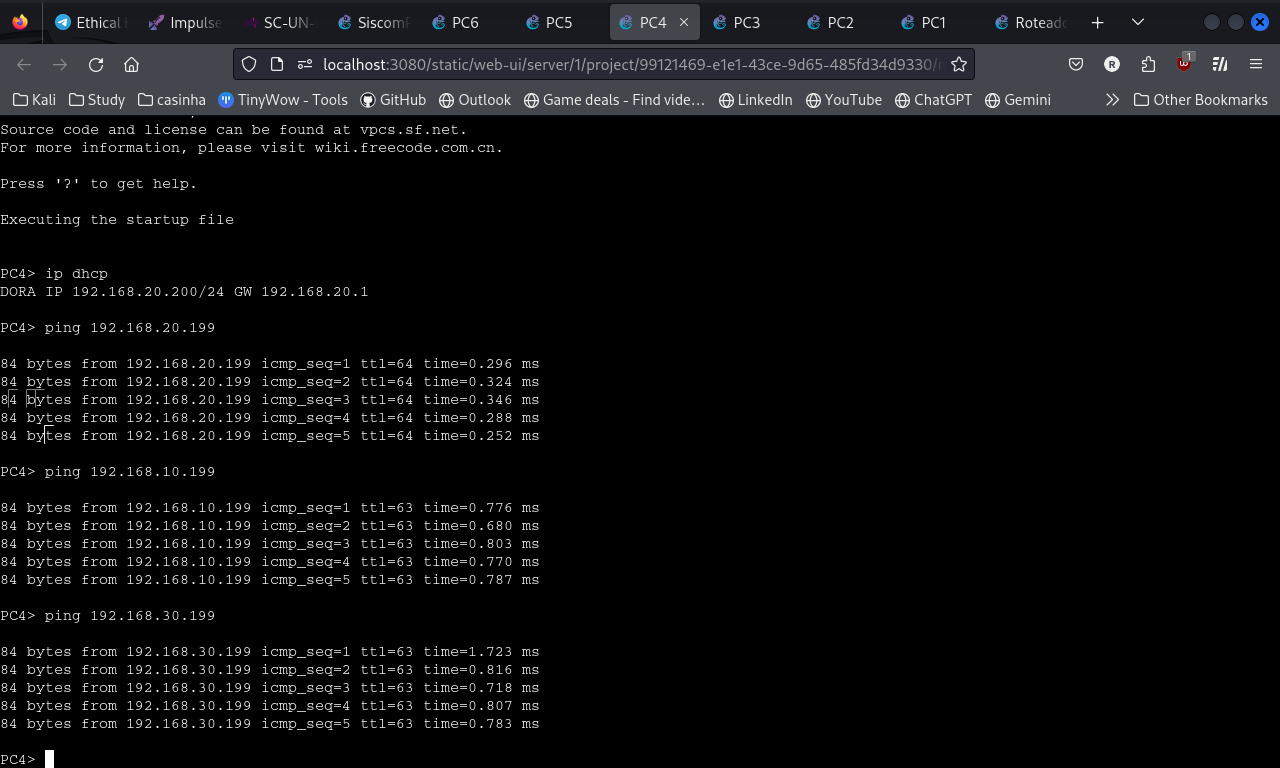 Ethical
Impulse
SC-UN-
Siscom
PC6
PC5
PC4
PC3
PC2
PC1
Rotead
localhost:3080/static/web-ui/server/1/project/99121469-e1e1-43ce-9d65-485fd34d9330/
1
Kali
Study
casinha
TinyWow - Tools
GitHub
Outlook
Game deals - Find vide…
LinkedIn
YouTube
ChatGPT
Gemini
Other Bookmarks
Source code and license can be found at vpcs.sf.net.
For more information, please visit wiki.freecode.com.cn.
Press '?' to get help.
Executing the startup file
PC4> ip dhcp
DORA IP 192.168.20.200/24 GW 192.168.20.1
PC4> ping 192.168.20.199
84 bytes from 192.168.20.199 icmp_seq=1 ttl=64 time=0.296 ms
84 bytes from 192.168.20.199 icmp_seq=2 ttl=64 time=0.324 ms
84 bytes from 192.168.20.199 icmp_seq=3 ttl=64 time=0.346 ms
84 bytes from 192.168.20.199 icmp_seq=4 ttl=64 time=0.288 ms
84 bytes from 192.168.20.199 icmp_seq=5 ttl=64 time=0.252 ms
PC4> ping 192.168.10.199
84 bytes from 192.168.10.199 icmp_seq=1 ttl=63 time=0.776 ms
84 bytes from 192.168.10.199 icmp_seq=2 ttl=63 time=0.680 ms
84 bytes from 192.168.10.199 icmp_seq=3 ttl=63 time=0.803 ms
84 bytes from 192.168.10.199 icmp_seq=4 ttl=63 time=0.770 ms
84 bytes from 192.168.10.199 icmp_seq=5 ttl=63 time=0.787 ms
PC4> ping 192.168.30.199
84 bytes from 192.168.30.199 icmp_seq=1 ttl=63 time=1.723 ms
84 bytes from 192.168.30.199 icmp_seq=2 ttl=63 time=0.816 ms
84 bytes from 192.168.30.199 icmp_seq=3 ttl=63 time=0.718 ms
84 bytes from 192.168.30.199 icmp_seq=4 ttl=63 time=0.807 ms
84 bytes from 192.168.30.199 icmp_seq=5 ttl=63 time=0.783 ms
PC4>